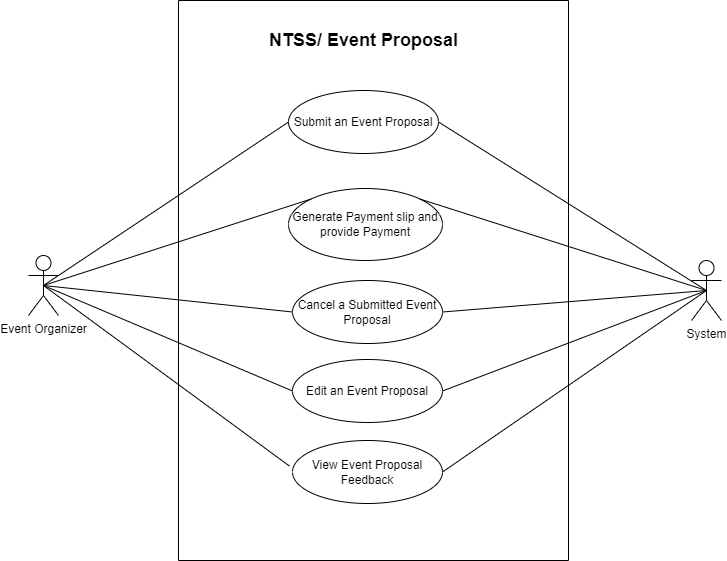 NTSS/ Event Proposal
Submit an Event Proposal
Generate Payment slip and
provide Payment
Cancel a Submitted Event
Proposal
Event Organizer
System
Edit an Event Proposal
View Event Proposal
Feedback